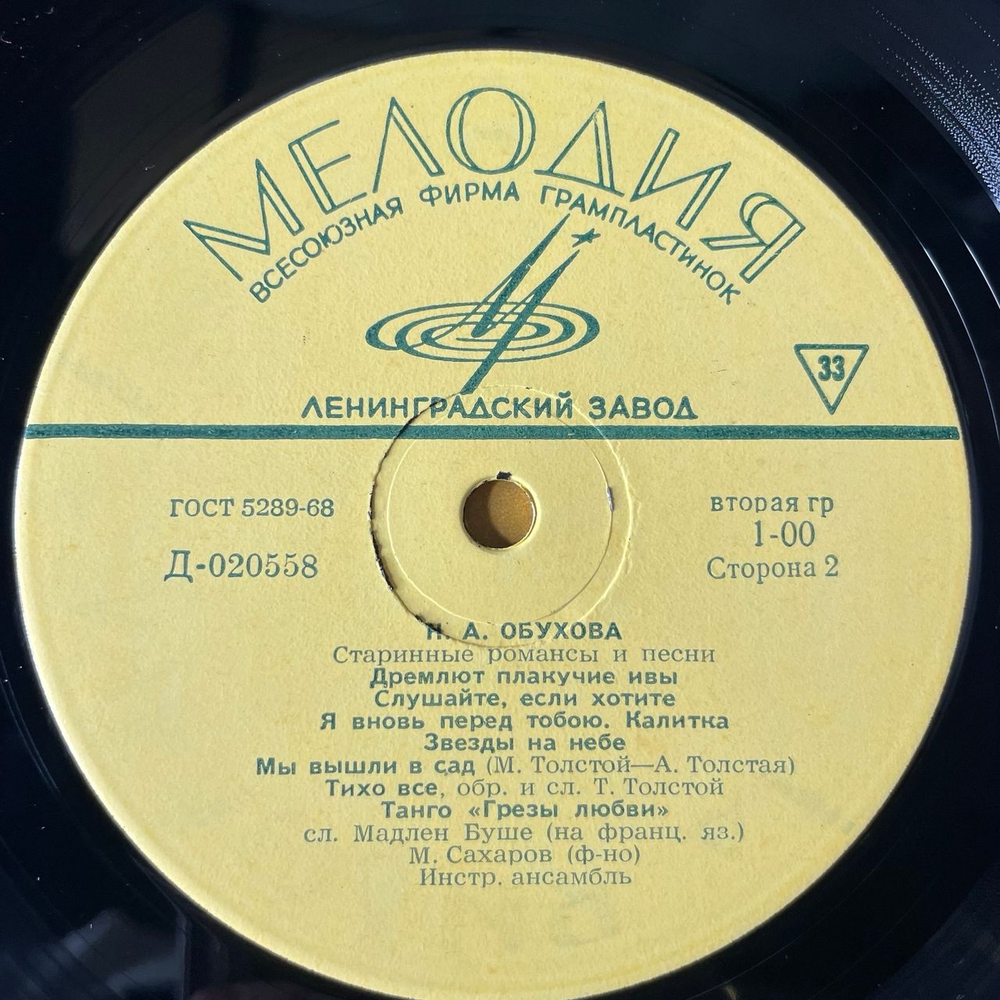 МЕЛОДИЯ
ВСЕСОЮЗНАЯ ФИРМА ГРАМПЛАСТИНОК
33
ЛЕНИНГРАДСКИЙ ЗАВОД
ГОСТ 5289-68
вторая гр
1-00
Д-020558
Сторона 2
Н. А. ОБУХОВА
Старинные романсы и песни
Дремлют плакучие ивы
Слушайте, если хотите
Я вновь перед тобою. Калитка
Звезды на небе
Мы вышли в сад (М. Толстой—А. Толстая)
Тихо все, обр. и сл. Т. Толстой
Танго «Грезы любви»
сл. Мадлен Буше (на франц. яз.)
М. Сахаров (ф-но)
Инстр. ансамбль